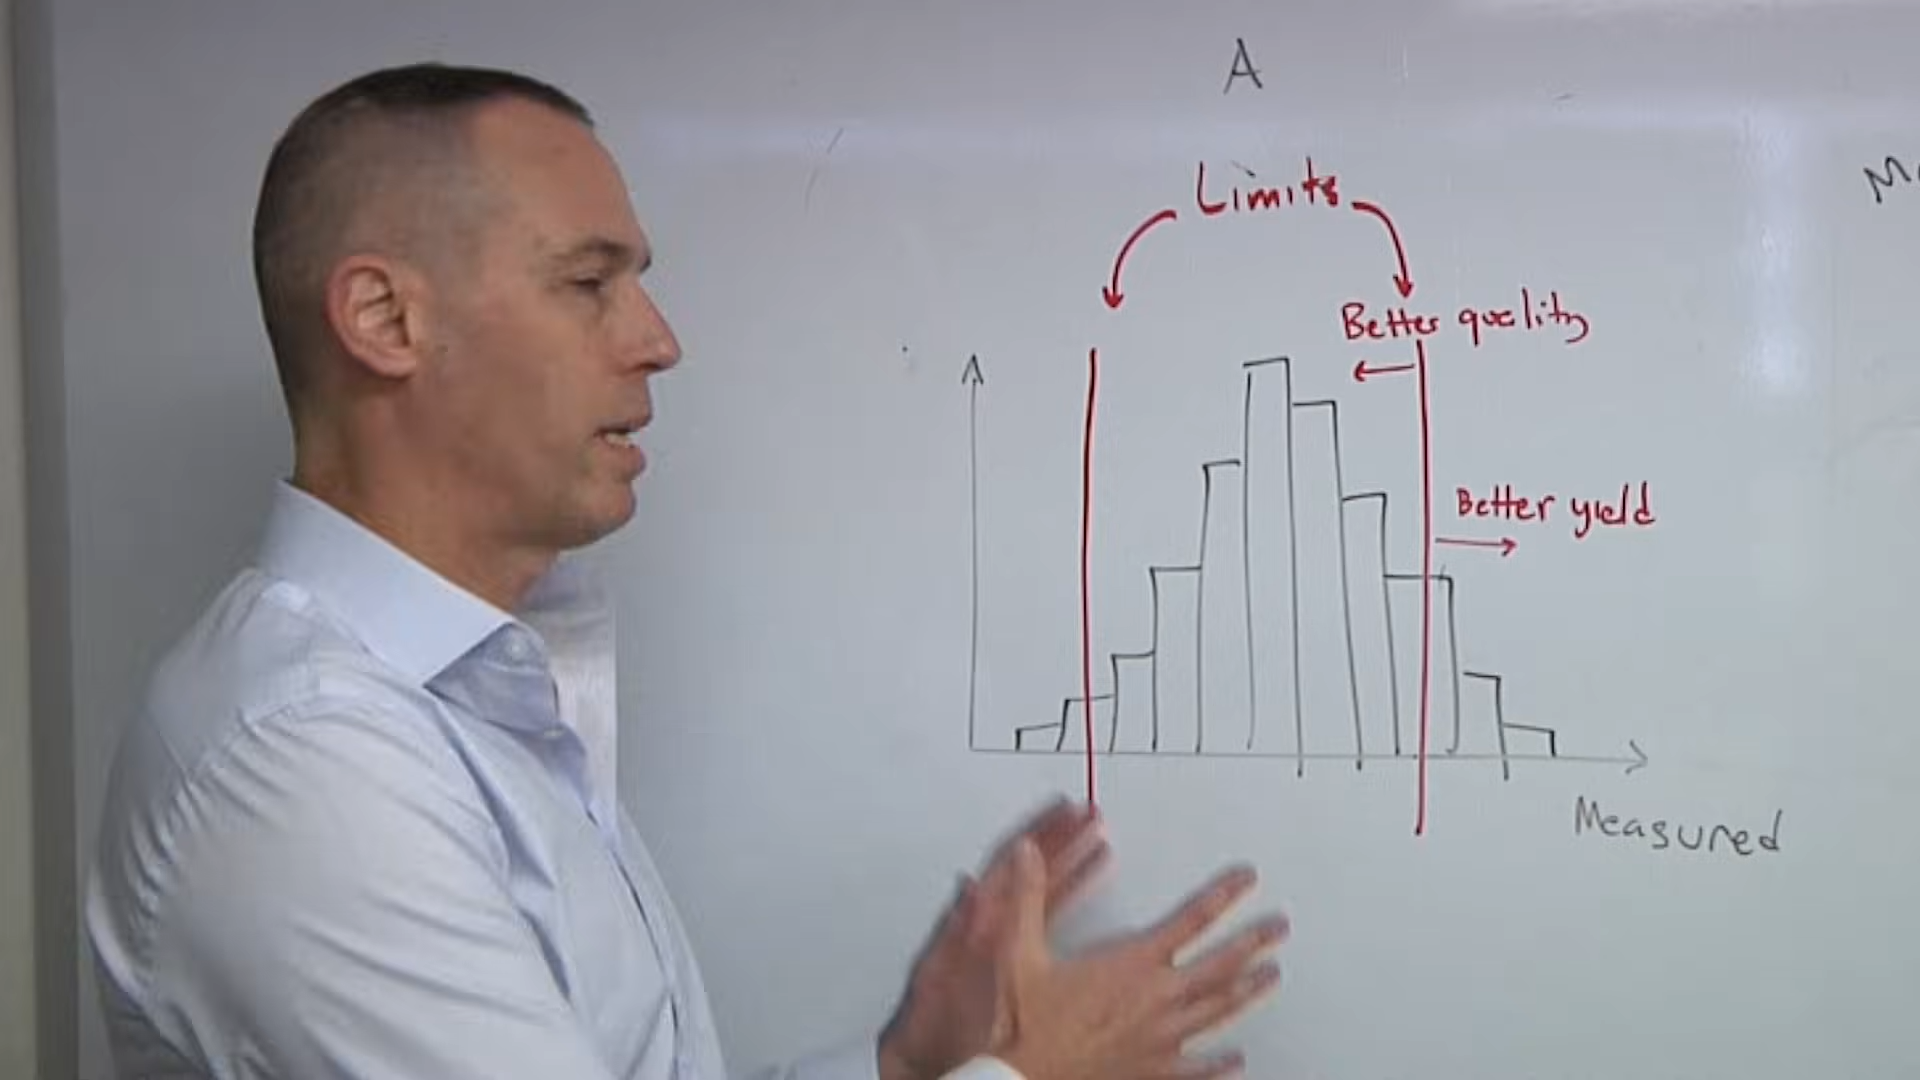 A
Limits
Better quality
Better yield
Measured